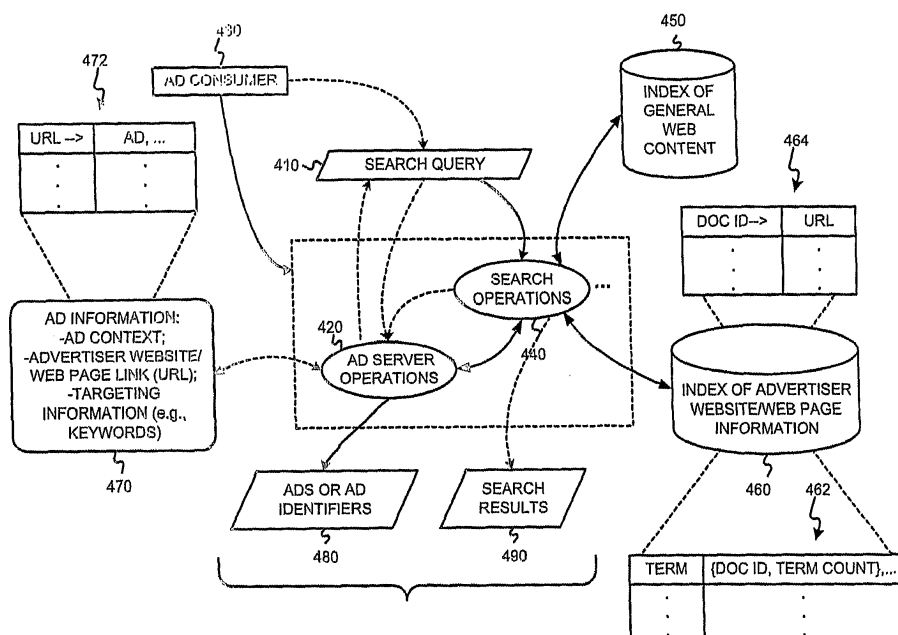 430
450
472
AD CONSUMER
INDEX OF
GENERAL
WEB
CONTENT
URL --> AD, ...
410
SEARCH QUERY
464
DOC ID--> URL
SEARCH
OPERATIONS
...
AD INFORMATION:
-AD CONTEXT;
-ADVERTISER WEBSITE/
WEB PAGE LINK (URL);
-TARGETING
INFORMATION (e.g.,
KEYWORDS)
420
440
AD SERVER
OPERATIONS
INDEX OF ADVERTISER
WEBSITE/WEB PAGE
INFORMATION
470
ADS OR AD
IDENTIFIERS
SEARCH
RESULTS
460
462
480
490
TERM {DOC ID, TERM COUNT},...